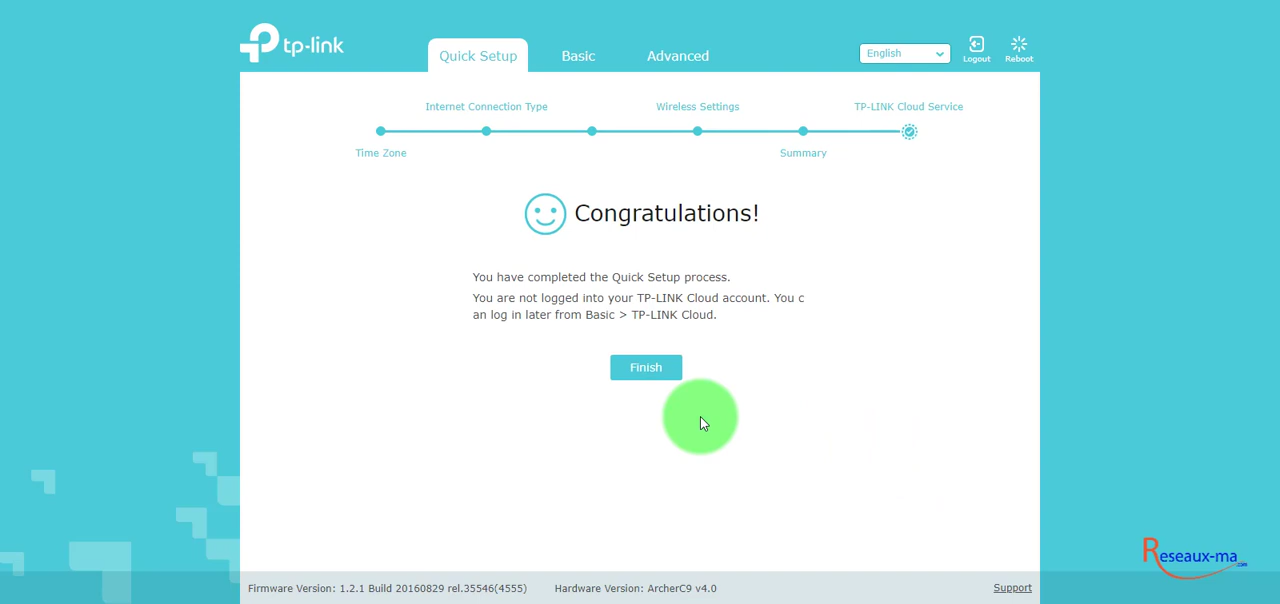 tp-link
Quick Setup
Basic
Advanced
English
Logout
Reboot
Internet Connection Type
Wireless Settings
TP-LINK Cloud Service
Time Zone
Summary
Congratulations!
You have completed the Quick Setup process.
You are not logged into your TP-LINK Cloud account. You c
an log in later from Basic > TP-LINK Cloud.
Finish
Reseaux-ma
.com
Firmware Version: 1.2.1 Build 20160829 rel.35546(4555)
Hardware Version: ArcherC9 v4.0
Support